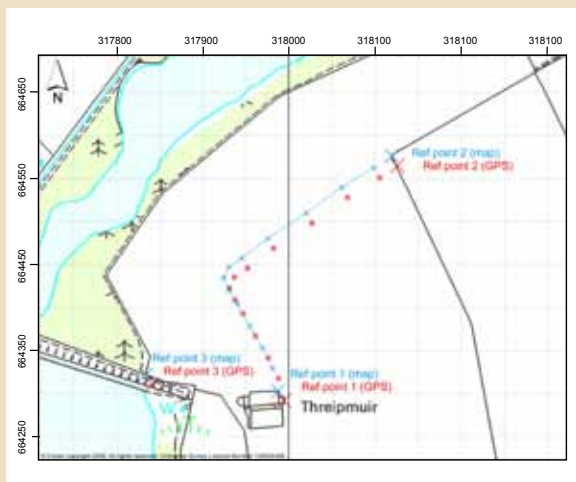 317800 317900 318000 318100 318100 318100
664650
N
664550
664450
664350
664250
Ref point 2 (map)
Ref point 2 (GPS)
Ref point 3 (map)
Ref point 3 (GPS)
Ref point 1 (map)
Ref point 1 (GPS)
Threipmuir